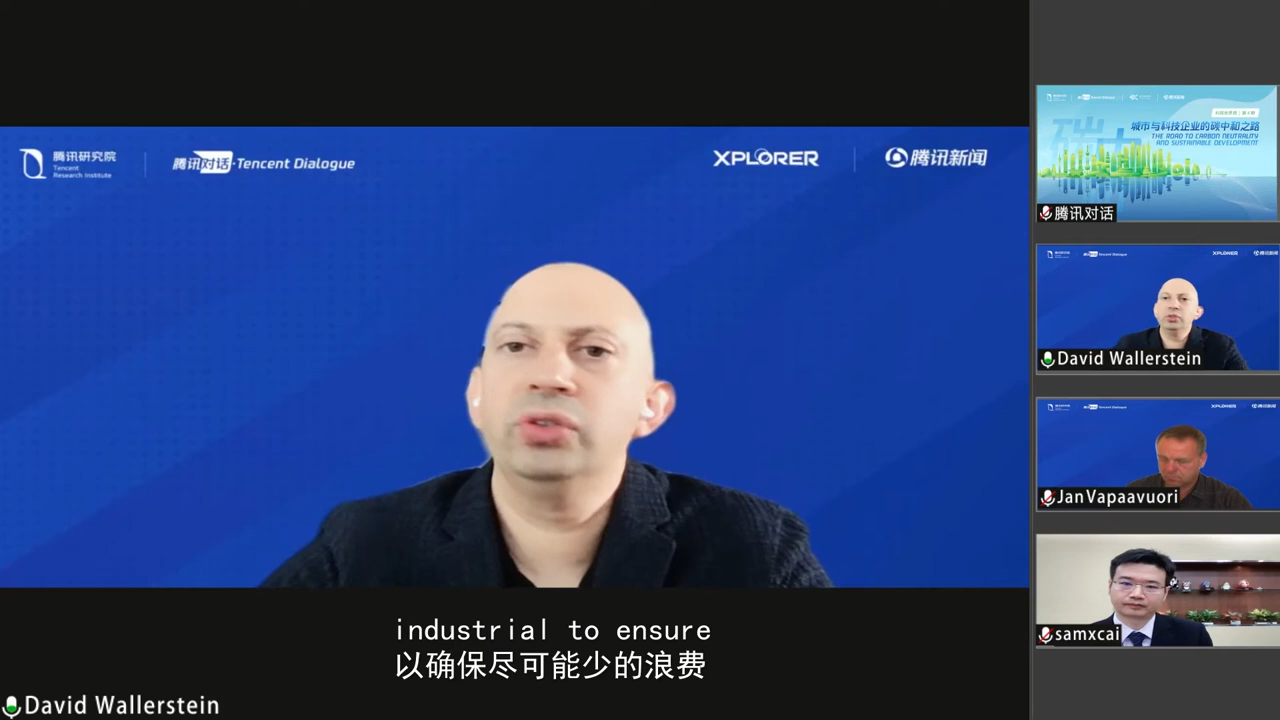 腾讯研究院
Tencent
Research Institute
腾讯对话·Tencent Dialogue
XPLORER
腾讯新闻
industrial to ensure
以确保尽可能少的浪费
David Wallerstein
城市与科技企业的碳中和之路
THE ROAD TO CARBON NEUTRALITY
AND SUSTAINABLE DEVELOPMENT
腾讯对话
XPLORER
David Wallerstein
XPLORER
Jan Vapaavuori
samxcai